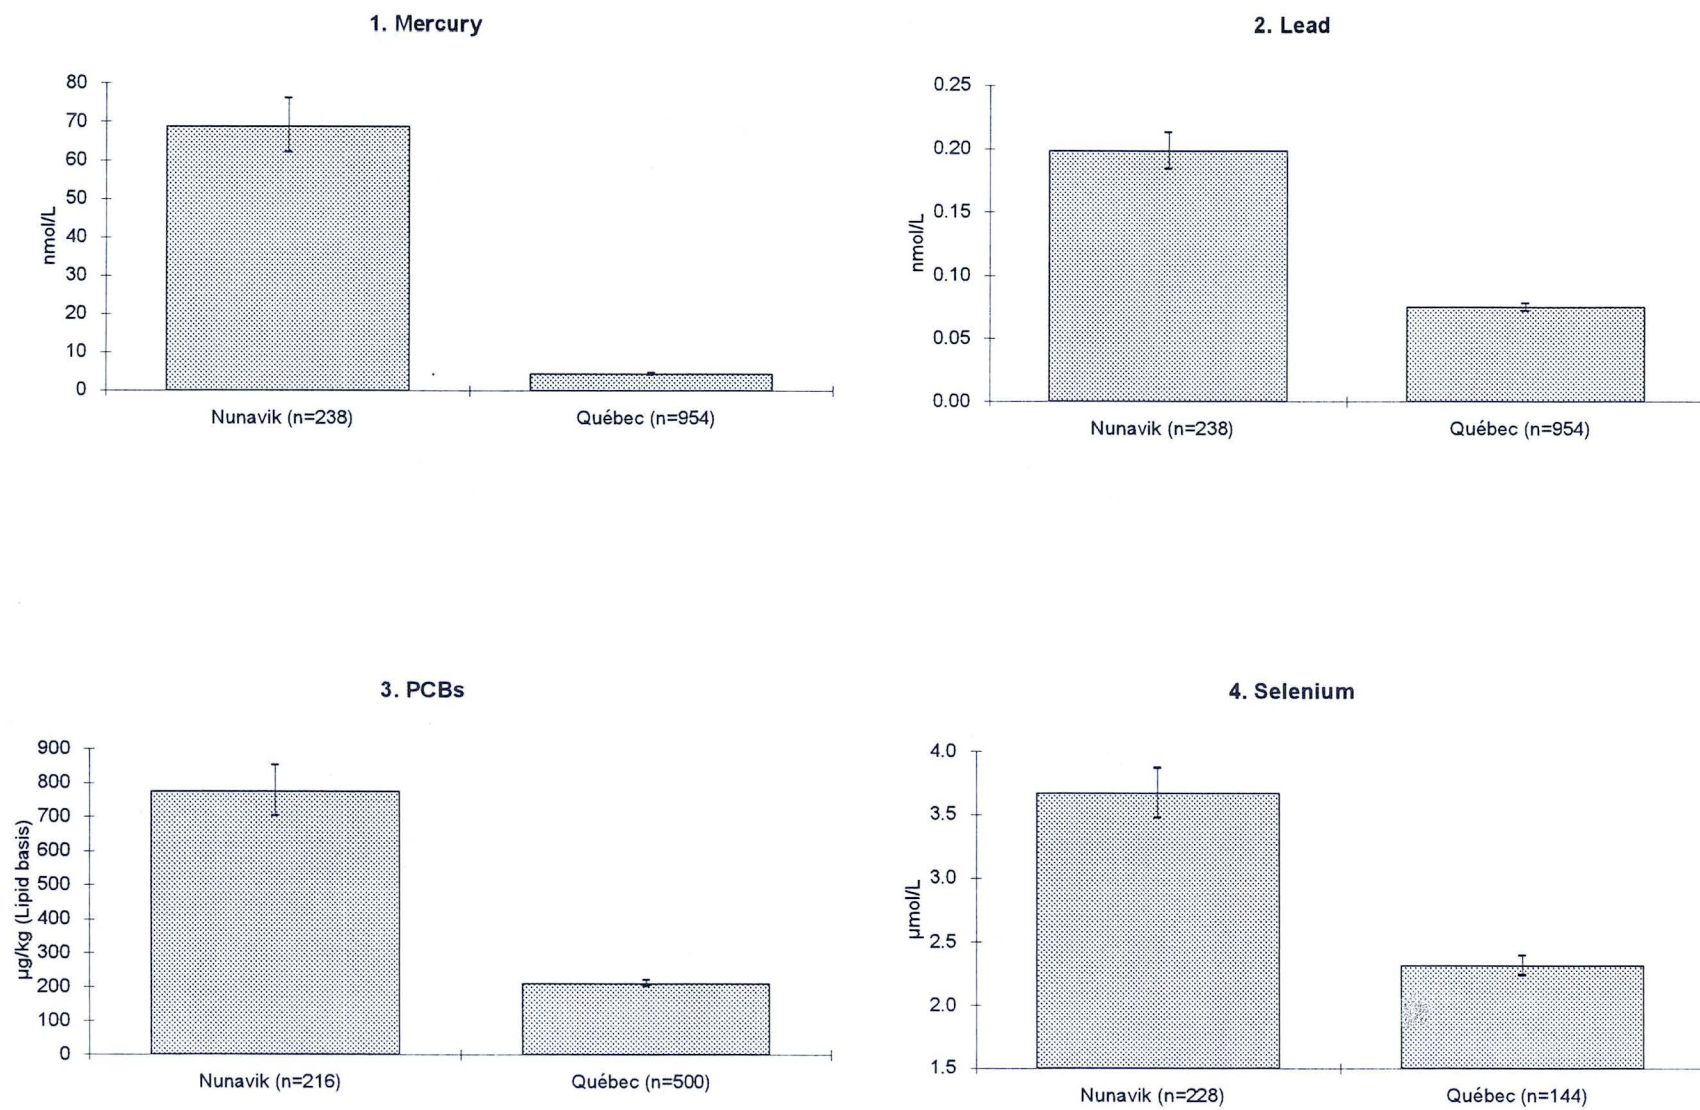 1. Mercury
80
70
60
50
40
30
20
10
0
nmol/L
Nunavik (n=238)
Québec (n=954)
2. Lead
0.25
0.20
0.15
0.10
0.05
0.00
nmol/L
Nunavik (n=238)
Québec (n=954)
3. PCBs
900
800
700
600
500
400
300
200
100
0
µg/kg (Lipid basis)
Nunavik (n=216)
Québec (n=500)
4. Selenium
4.0
3.5
3.0
2.5
2.0
1.5
µmol/L
Nunavik (n=228)
Québec (n=144)